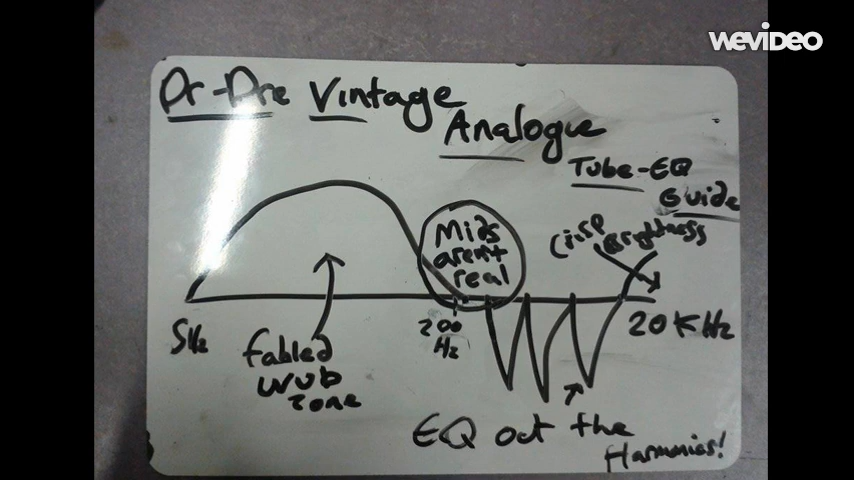 WeVideo
Dr-Dre Vintage
Analogue
Tube-EQ
Guide
Mids
aren't
real
Crisp Brightness
5Hz
200
Hz
20KHz
fabled
wub
zone
EQ out the
Harmonics!